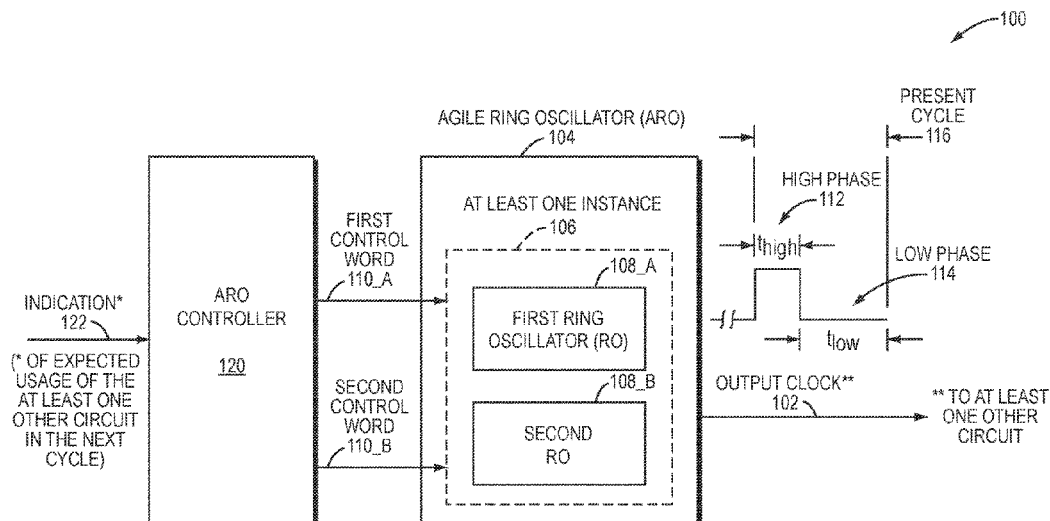 100
PRESENT
CYCLE
116
AGILE RING OSCILLATOR (ARO)
104
HIGH PHASE
112
AT LEAST ONE INSTANCE
106
thigh
LOW PHASE
114
FIRST
CONTROL
WORD
110_A
108_A
FIRST RING
OSCILLATOR (RO)
INDICATION*
122
ARO
CONTROLLER
120
tlow
(* OF EXPECTED
USAGE OF THE
AT LEAST ONE
OTHER CIRCUIT
IN THE NEXT
CYCLE)
SECOND
CONTROL
WORD
110_B
108_B
SECOND
RO
OUTPUT CLOCK**
102
** TO AT LEAST
ONE OTHER
CIRCUIT